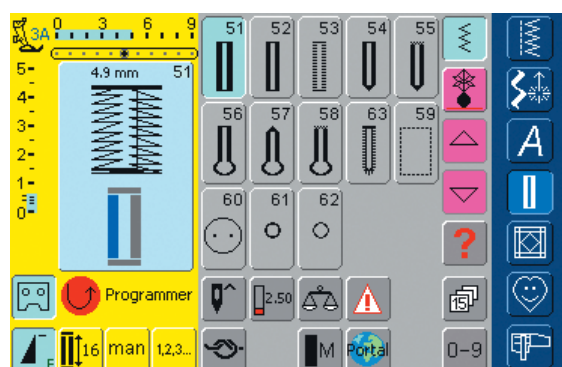 3A 0 3 6 9
4.9 mm 51
5-
4-
3-
2-
1-
0-
51 52 53 54 55
56 57 58 63 59
60 61 62
A
?
Programmer
2.50
15
F 16 man 1,2,3... M Portal 0-9